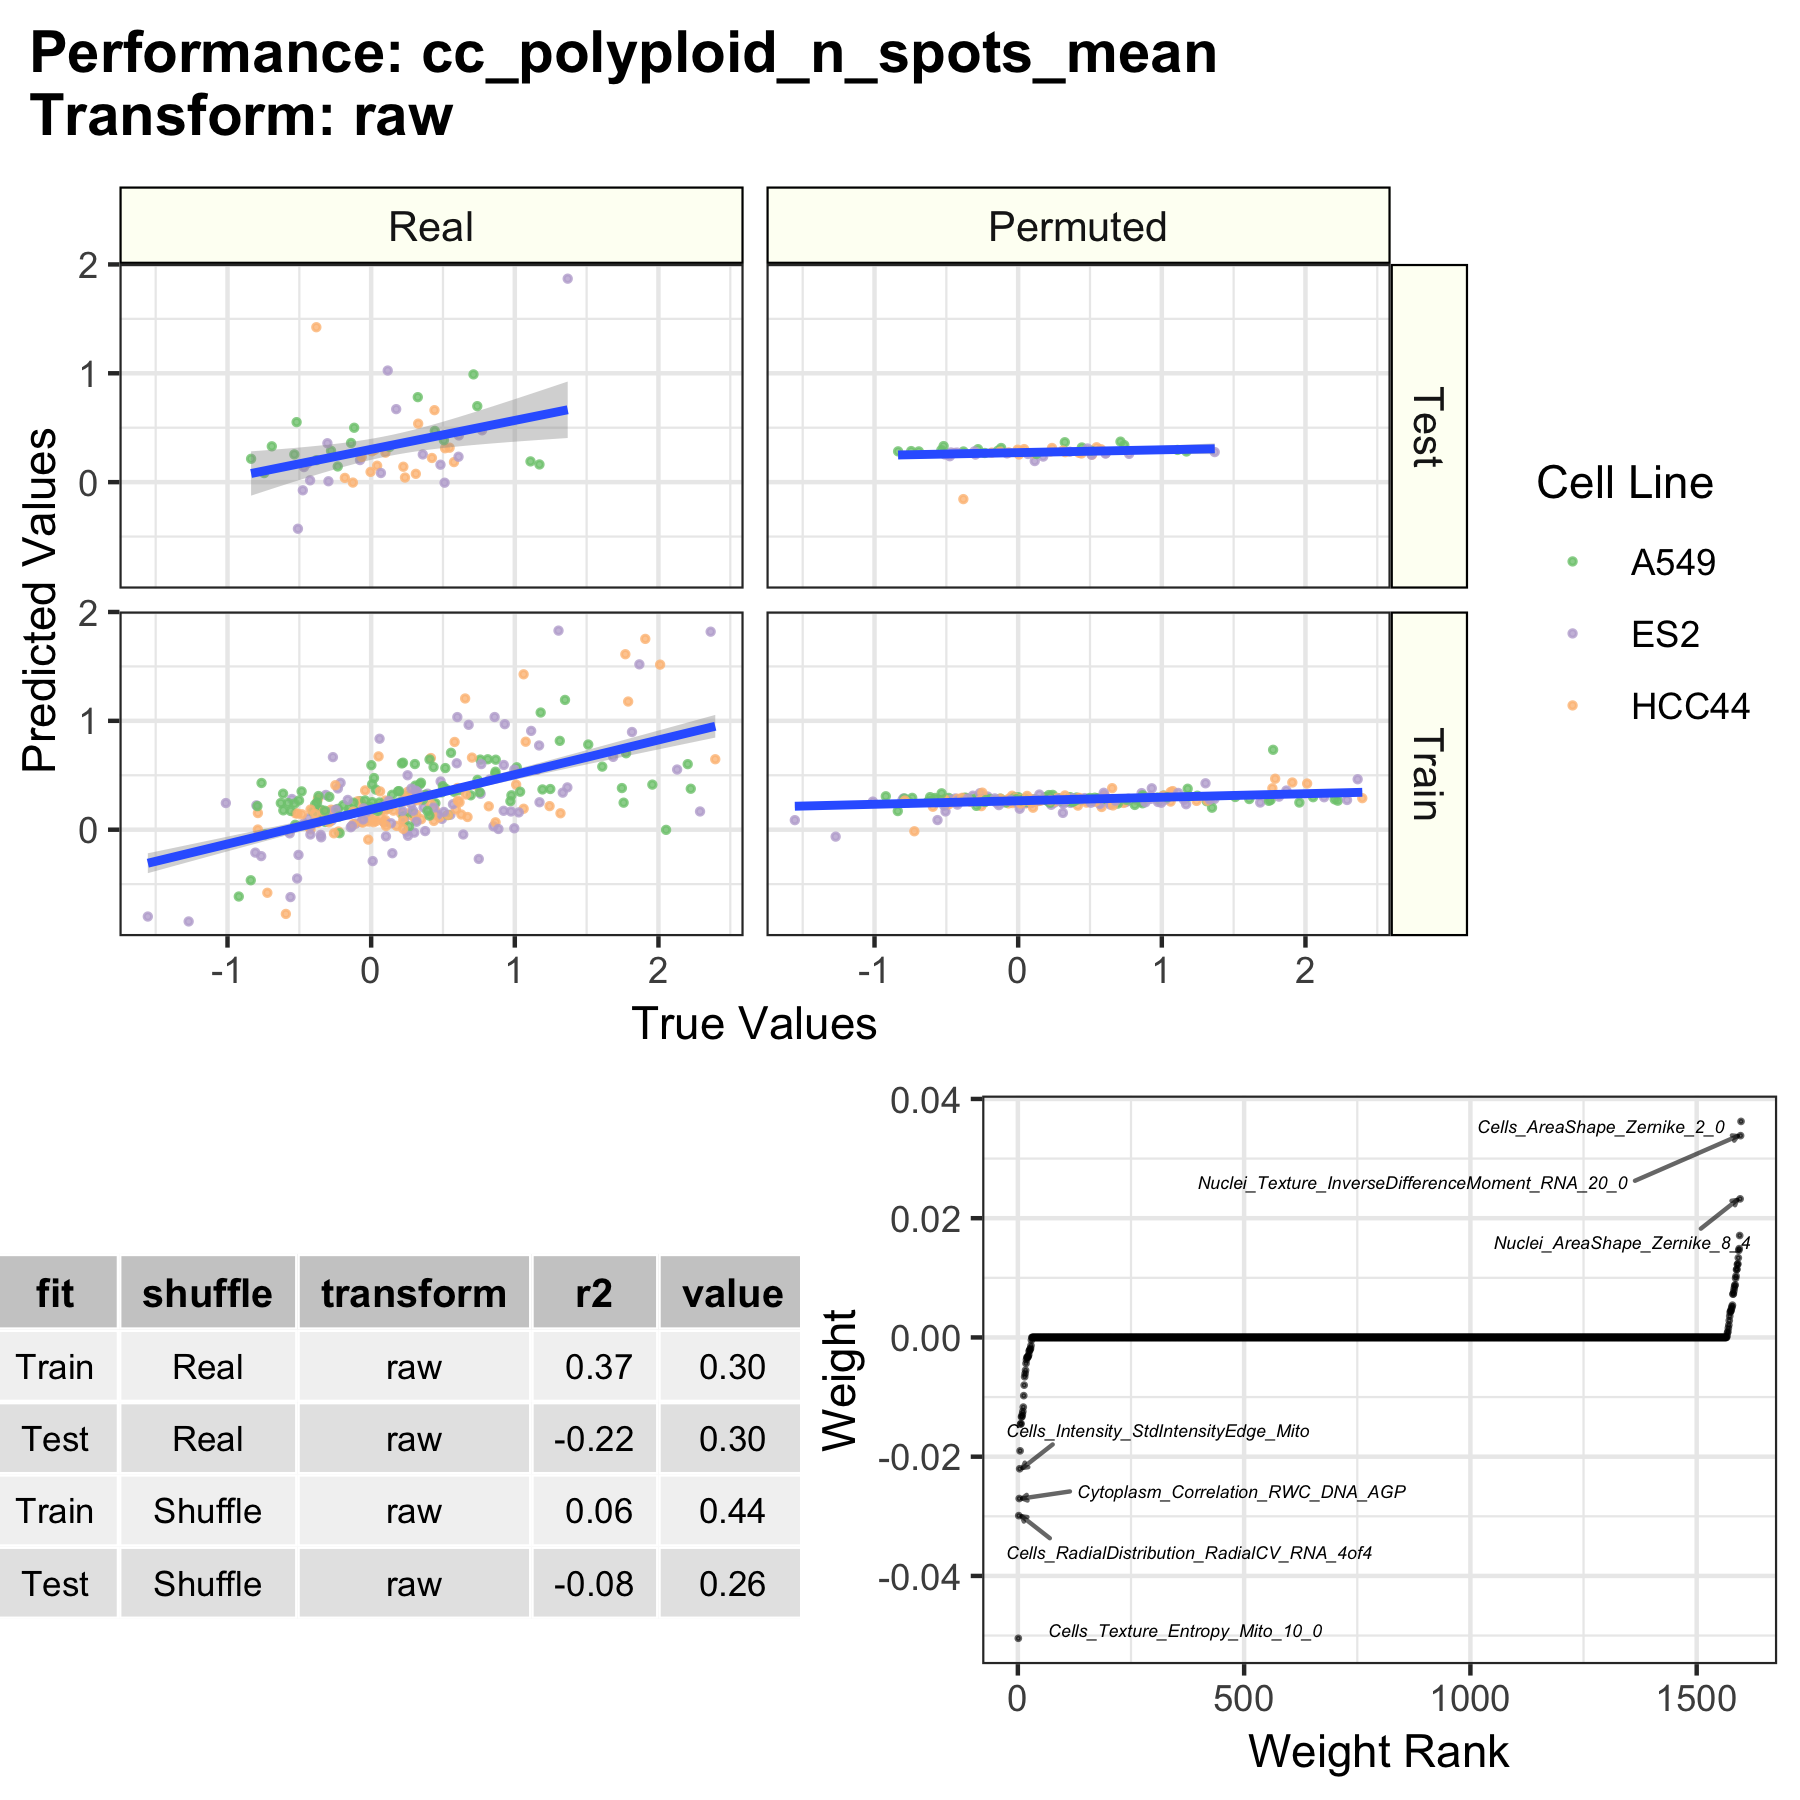 Performance: cc_polyploid_n_spots_mean
Transform: raw
Real
Permuted
2
1
0
Test
2
1
0
Train
Predicted Values
-1
0
1
2
-1
0
1
2
True Values
Cell Line
A549
ES2
HCC44
fit shuffle transform r2 value
Train Real raw 0.37 0.30
Test Real raw -0.22 0.30
Train Shuffle raw 0.06 0.44
Test Shuffle raw -0.08 0.26
0.04
0.02
0.00
-0.02
-0.04
Weight
Cells_AreaShape_Zernike_2_0
Nuclei_Texture_InverseDifferenceMoment_RNA_20_0
Nuclei_AreaShape_Zernike_8_4
Cells_Intensity_StdIntensityEdge_Mito
Cytoplasm_Correlation_RWC_DNA_AGP
Cells_RadialDistribution_RadialCV_RNA_4of4
Cells_Texture_Entropy_Mito_10_0
0
500
1000
1500
Weight Rank